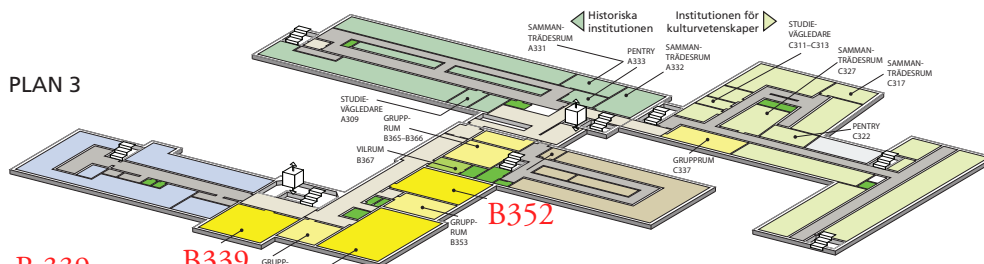 PLAN 3
Historiska
institutionen
Institutionen för
kulturvetenskaper
SAMMAN-
TRÄDESRUM
A331
PENTRY
A333
SAMMAN-
TRÄDESRUM
A332
STUDIE-
VÄGLEDARE
C311–C313
SAMMAN-
TRÄDESRUM
C327
SAMMAN-
TRÄDESRUM
C317
STUDIE-
VÄGLEDARE
A309
GRUPP-
RUM
B365–B366
VILRUM
B367
PENTRY
C322
GRUPPRUM
C337
B352
GRUPP-
RUM
B353
B339
B 339
GRUPP-